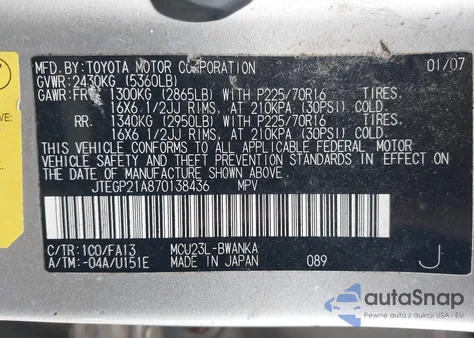 MFD.BY: TOYOTA MOTOR CORPORATION 01/07
GVWR: 2430KG (5360LB)
GAWR: FRT. 1300KG (2865LB) WITH P225/70R16 TIRES,
16X6 1/2JJ RIMS, AT 210KPA (30PSI) COLD.
RR. 1340KG (2950LB) WITH P225/70R16 TIRES,
16X6 1/2JJ RIMS, AT 210KPA (30PSI) COLD.
THIS VEHICLE CONFORMS TO ALL APPLICABLE FEDERAL MOTOR
VEHICLE SAFETY AND THEFT PREVENTION STANDARDS IN EFFECT ON
THE DATE OF MANUFACTURE SHOWN ABOVE.
JTEGP21A870138436 MPV
C/TR: 1C0/FA13 MCU23L-BWANKA
A/TM: -04A/U151E MADE IN JAPAN 089 J
VE:
autoSnap
Pewne auto z USA i EU